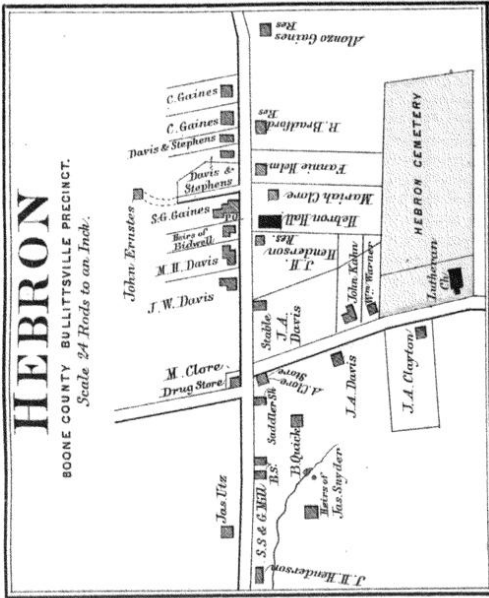 HEBRON
BOONE COUNTY BULLITTSVILLE PRECINCT.
Scale 24 Rods to an Inch.
Alonzo Gaines
Res
C. Gaines
C. Gaines
Davis & Stephens
Davis &
Stephens
John Ernstes
S.G. Gaines
P.O.
Heirs of
Bidwell
M. H. Davis
J. W. Davis
M. Clore
Drug Store
Jas. Utz
R. Bradford
Res
Fannie Helm
Mariah Clore
Hebron Hall
J. H.
Henderson
Res.
HEBRON CEMETERY
John Kahn
Wm. Warner
Lutheran
Ch.
Stable
J. A.
Davis
A. Clore
Store
Saddler Sh
J. A. Davis
J. A. Clayton
B. Quick
B.S.
S.S & G. Mill
Heirs of
Jas. Snyder
J. H. Henderson